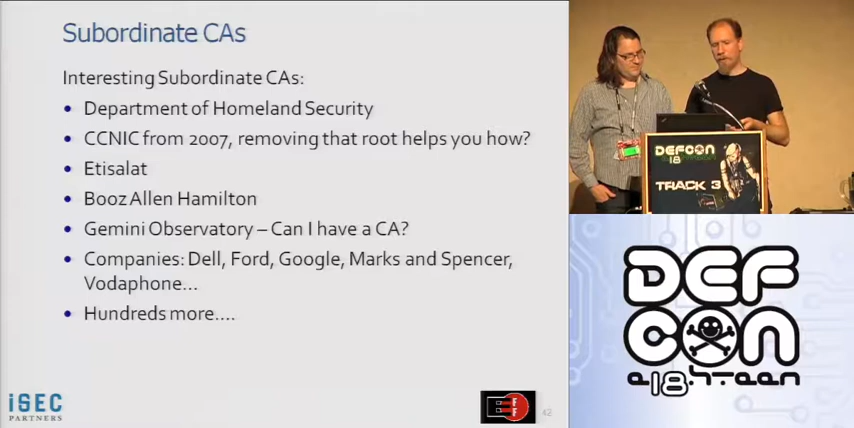 Subordinate CAs
Interesting Subordinate CAs:
• Department of Homeland Security
• CCNIC from 2007, removing that root helps you how?
• Etisalat
• Booz Allen Hamilton
• Gemini Observatory – Can I have a CA?
• Companies: Dell, Ford, Google, Marks and Spencer,
Vodaphone...
• Hundreds more....
iSEC
PARTNERS
42
DEFCON
18
TRACK 3
DEF
CON